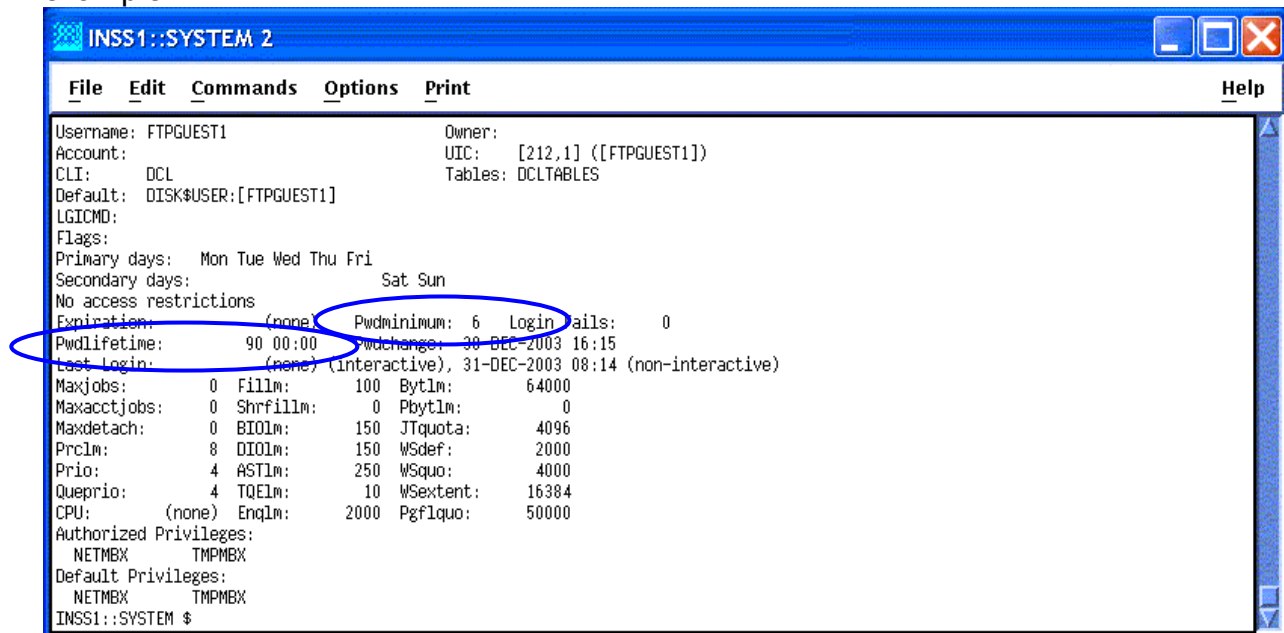 INSS1::SYSTEM 2
File Edit Commands Options Print Help
Username: FTPGUEST1 Owner:
Account: UIC: [212,1] ([FTPGUEST1])
CLI: DCL Tables: DCLTABLES
Default: DISK$USER:[FTPGUEST1]
LGICMD:
Flags:
Primary days: Mon Tue Wed Thu Fri
Secondary days: Sat Sun
No access restrictions
Expiration: (none) Pwdminimum: 6 Login Fails: 0
Pwdlifetime: 90 00:00 Pwdchange: 30-DEC-2003 16:15
Last Login: (none) (interactive), 31-DEC-2003 08:14 (non-interactive)
Maxjobs: 0 Fillm: 100 Bytlm: 64000
Maxacctjobs: 0 Shrfillm: 0 Pbytlm: 0
Maxdetach: 0 BIOlm: 150 JTquota: 4096
Prclm: 8 DIOlm: 150 WSdef: 2000
Prio: 4 ASTlm: 250 WSquo: 4000
Queprio: 4 TQElm: 10 WSextent: 16384
CPU: (none) Enqlm: 2000 Pgflquo: 50000
Authorized Privileges:
NETMBX TMPMBX
Default Privileges:
NETMBX TMPMBX
INSS1::SYSTEM $